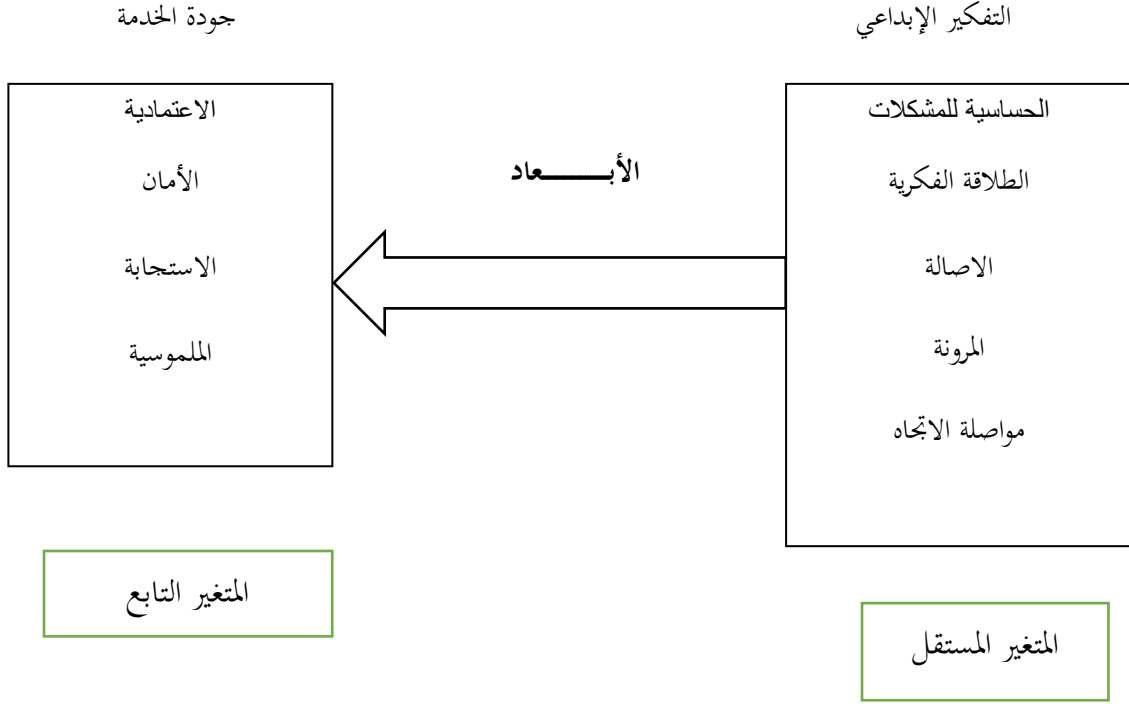 التفكير الإبداعي
جودة الخدمة
الحساسية للمشكلات
الطلاقة الفكرية
الاصالة
المرونة
مواصلة الاتجاه
الأبـــــــــعاد
الاعتمادية
الأمان
الاستجابة
الملموسية
المتغير المستقل
المتغير التابع